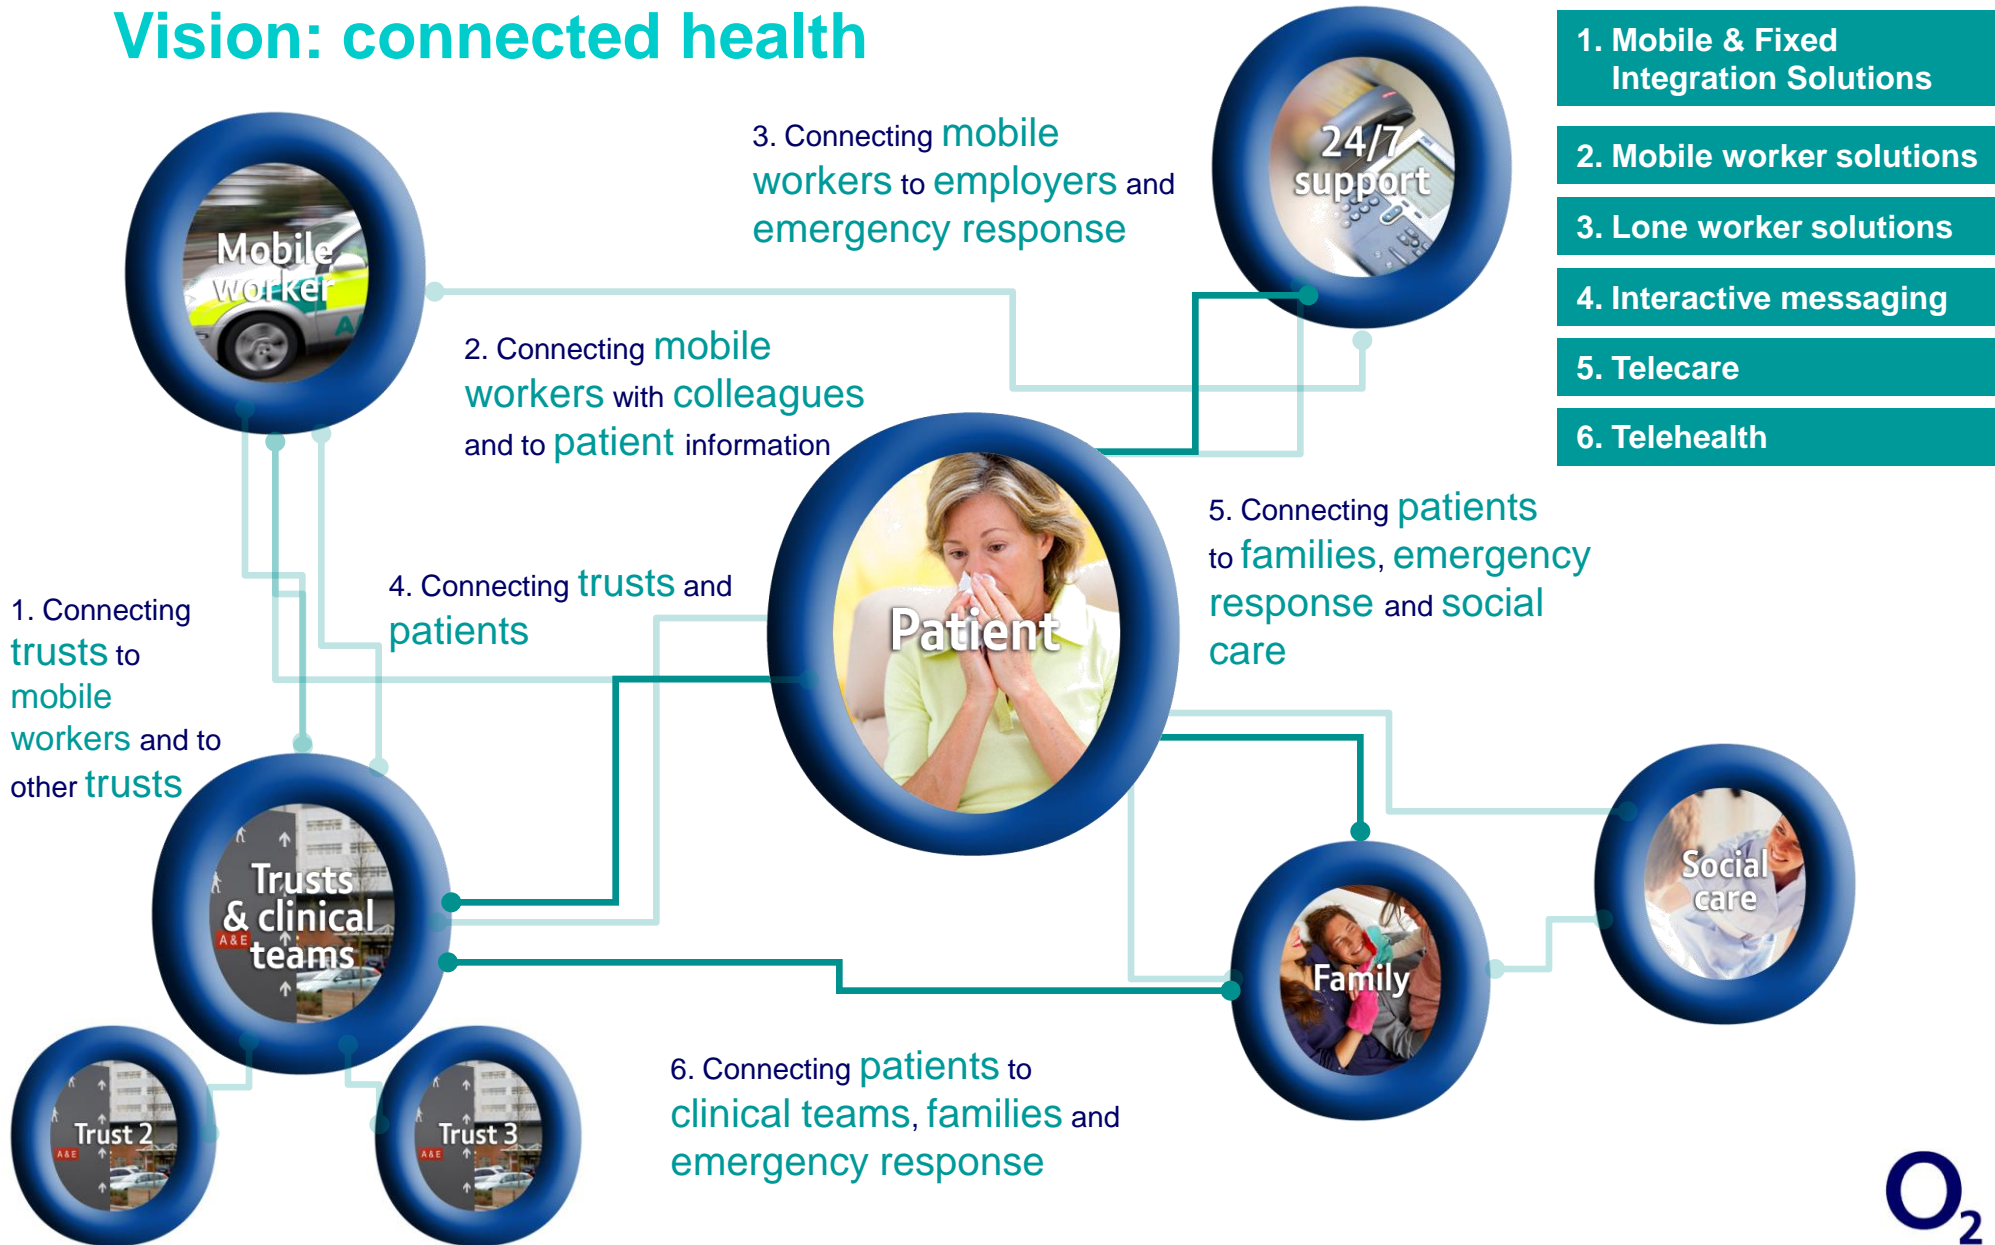 Vision: connected health
1. Mobile & Fixed
Integration Solutions
2. Mobile worker solutions
3. Lone worker solutions
4. Interactive messaging
5. Telecare
6. Telehealth
24/7
support
3. Connecting mobile
workers to employers and
emergency response
Mobile
worker
2. Connecting mobile
workers with colleagues
and to patient information
Patient
5. Connecting patients
to families, emergency
response and social
care
4. Connecting trusts and
patients
1. Connecting
trusts to
mobile
workers and to
other trusts
Trusts
& clinical
teams
A&E
Social
care
Family
6. Connecting patients to
clinical teams, families and
emergency response
Trust 2
A&E
Trust 3
A&E
O2